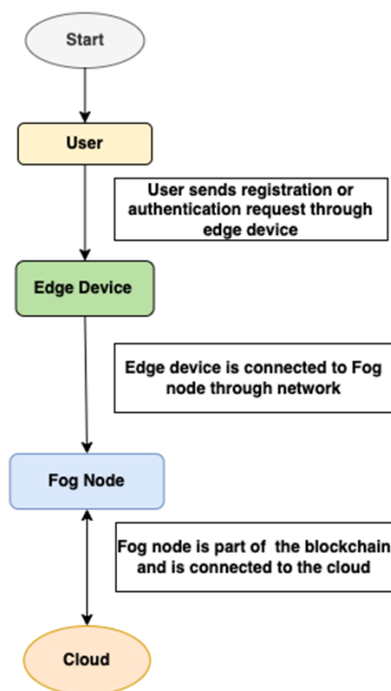 Start
User
User sends registration or
authentication request through
edge device
Edge Device
Edge device is connected to Fog
node through network
Fog Node
Fog node is part of the blockchain
and is connected to the cloud
Cloud